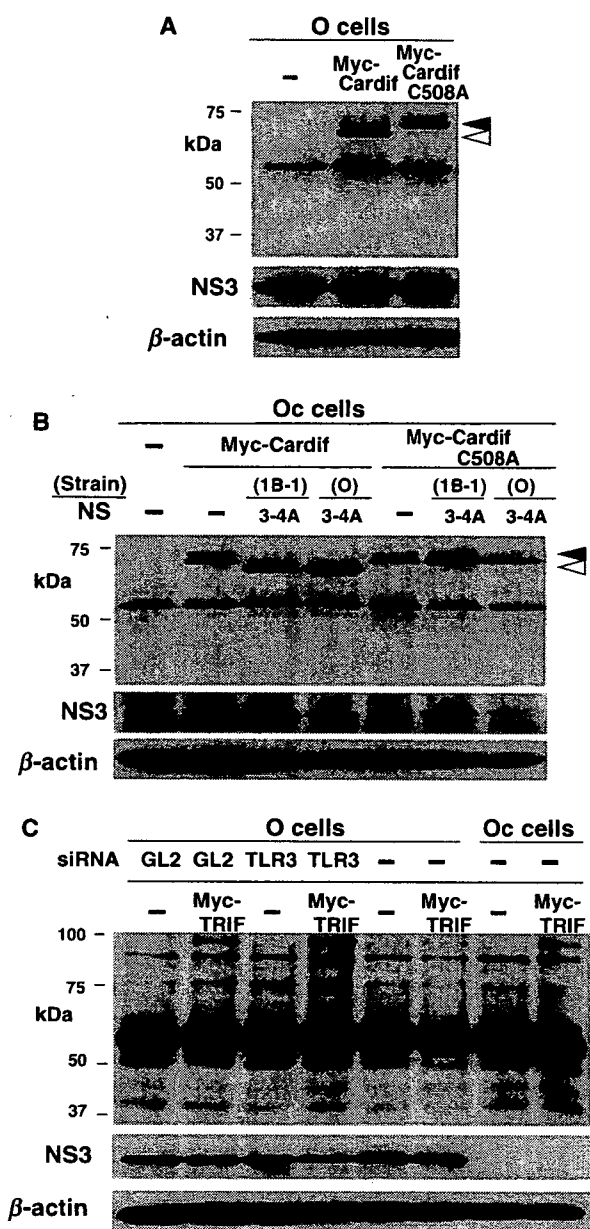 A
O cells
– Myc-Cardif Myc-Cardif C508A
75 –
kDa
50 –
37 –
NS3
β-actin
B
Oc cells
– Myc-Cardif Myc-Cardif C508A
(Strain) (1B-1) (O) (1B-1) (O)
NS – – 3-4A 3-4A – 3-4A 3-4A
75 –
kDa
50 –
37 –
NS3
β-actin
C
O cells Oc cells
siRNA GL2 GL2 TLR3 TLR3 – – – –
– Myc-TRIF – Myc-TRIF – Myc-TRIF – Myc-TRIF
100 –
75 –
kDa
50 –
37 –
NS3
β-actin